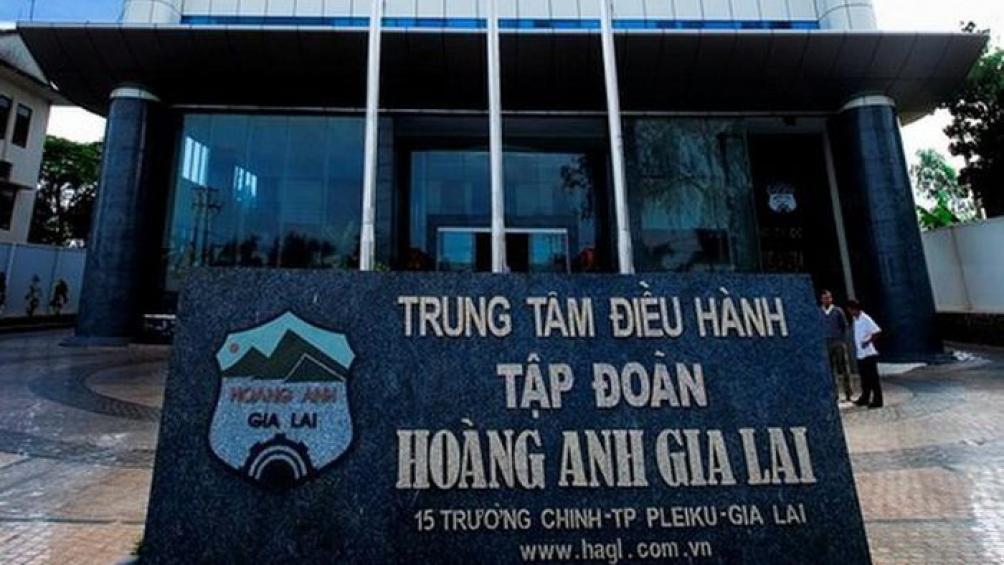 TRUNG TÂM ĐIỀU HÀNH
TẬP ĐOÀN
HOÀNG ANH GIA LAI
15 TRƯỜNG CHINH-TP PLEIKU-GIA LAI
www.hagl.com.vn
HOANG ANH
GIA LAI